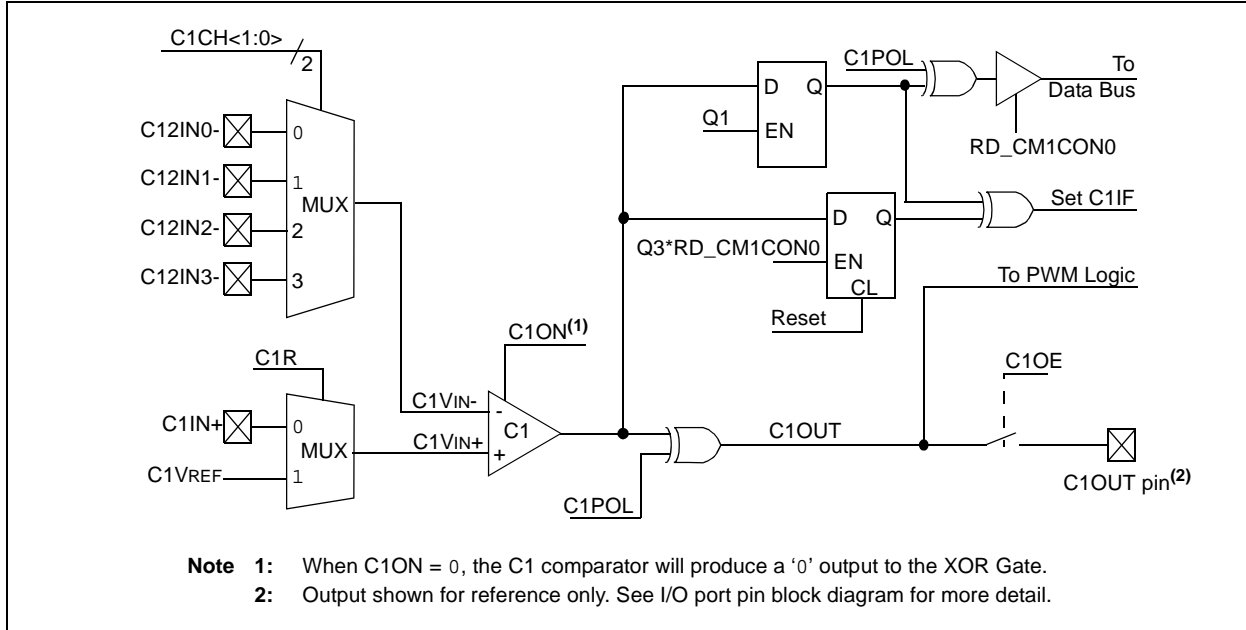 C1CH<1:0>
2
C12IN0-
0
C12IN1-
1
MUX
C12IN2-
2
C12IN3-
3
C1POL
To
Data Bus
D Q
Q1
EN
RD_CM1CON0
D Q
Set C1IF
Q3*RD_CM1CON0
EN
CL
To PWM Logic
Reset
C1ON(1)
C1R
C1OE
C1VIN-
-
C1IN+
0
C1
MUX
C1VIN+
+
C1OUT
C1VREF
1
C1POL
C1OUT pin(2)
Note 1: When C1ON = 0, the C1 comparator will produce a ‘0’ output to the XOR Gate.
2: Output shown for reference only. See I/O port pin block diagram for more detail.